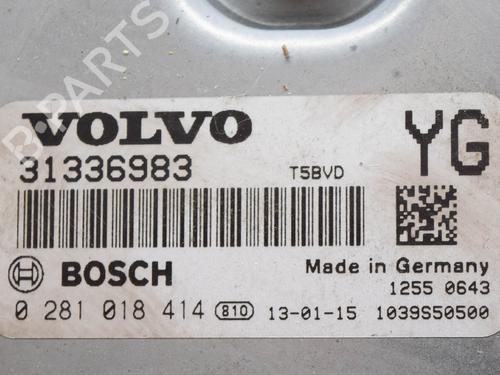 VOLVO YG
31336983 T5BVD
BOSCH Made in Germany
1255 0643
0 281 018 414 810 13-01-15 1039S50500
B-PARTS